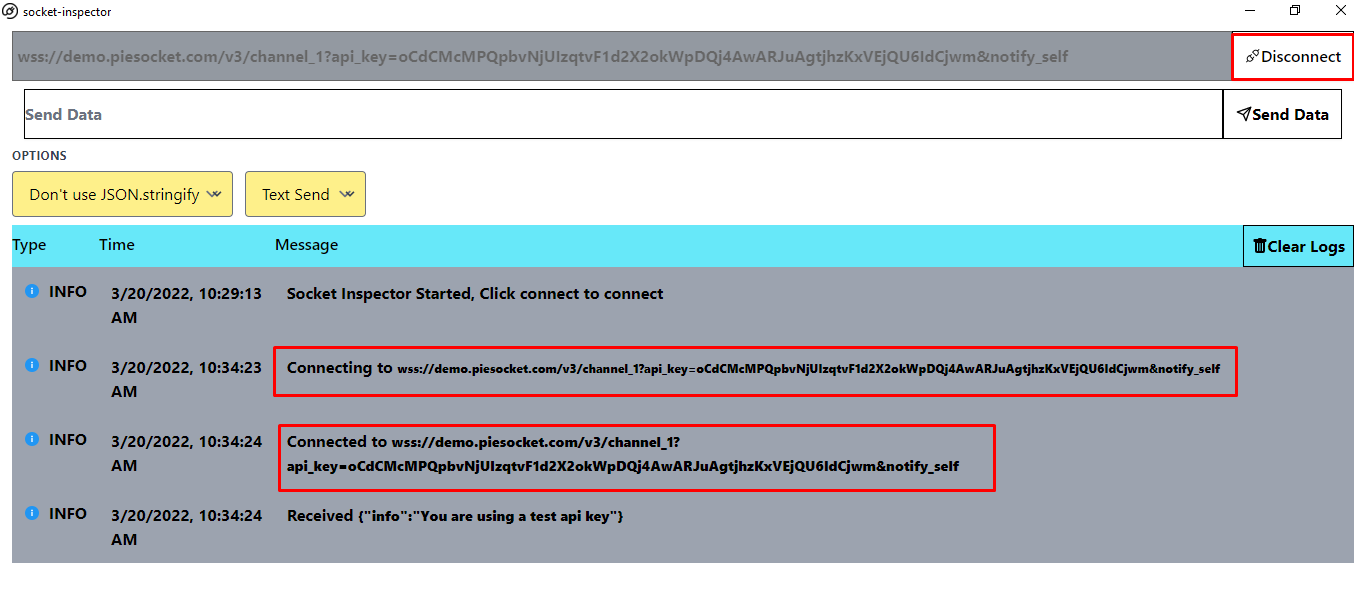 socket-inspector
wss://demo.piesocket.com/v3/channel_1?api_key=oCdCMcMPQpbvNjUIzqtvF1d2X2okWpDQj4AwARJuAgtjhzKxVEjQU6IdCjwm&notify_self
Disconnect
Send Data
Send Data
OPTIONS
Don't use JSON.stringify
Text Send
Type Time Message
Clear Logs
INFO 3/20/2022, 10:29:13 Socket Inspector Started, Click connect to connect
AM
INFO 3/20/2022, 10:34:23 Connecting to wss://demo.piesocket.com/v3/channel_1?api_key=oCdCMcMPQpbvNjUIzqtvF1d2X2okWpDQj4AwARJuAgtjhzKxVEjQU6IdCjwm&notify_self
AM
INFO 3/20/2022, 10:34:24 Connected to wss://demo.piesocket.com/v3/channel_1?
AM api_key=oCdCMcMPQpbvNjUIzqtvF1d2X2okWpDQj4AwARJuAgtjhzKxVEjQU6IdCjwm&notify_self
INFO 3/20/2022, 10:34:24 Received {"info":"You are using a test api key"}
AM